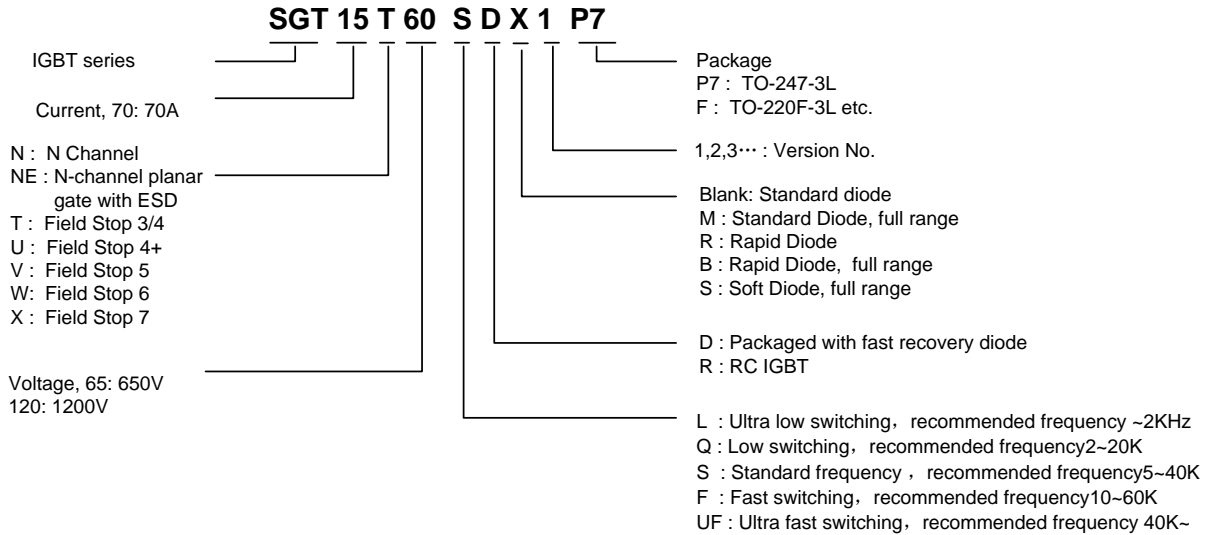 SGT 15 T 60 S D X 1 P7
IGBT series
Current, 70: 70A
N : N Channel
NE : N-channel planar
gate with ESD
T : Field Stop 3/4
U : Field Stop 4+
V : Field Stop 5
W: Field Stop 6
X : Field Stop 7
Voltage, 65: 650V
120: 1200V
Package
P7 : TO-247-3L
F : TO-220F-3L etc.
1,2,3··· : Version No.
Blank: Standard diode
M : Standard Diode, full range
R : Rapid Diode
B : Rapid Diode, full range
S : Soft Diode, full range
D : Packaged with fast recovery diode
R : RC IGBT
L : Ultra low switching，recommended frequency ~2KHz
Q : Low switching，recommended frequency2~20K
S : Standard frequency ，recommended frequency5~40K
F : Fast switching，recommended frequency10~60K
UF : Ultra fast switching，recommended frequency 40K~